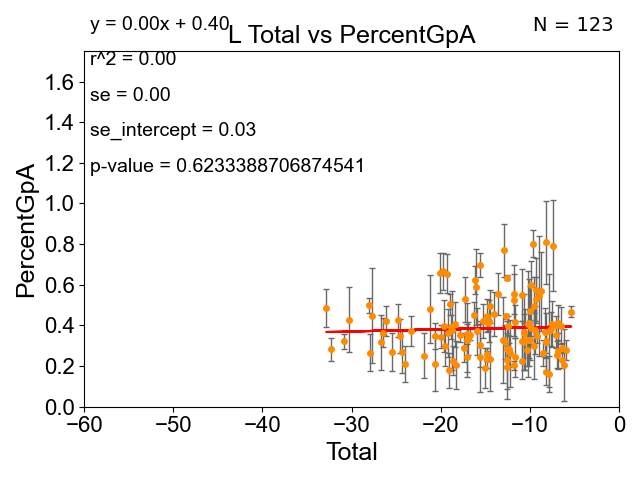 y = 0.00x + 0.40
N = 123
L Total vs PercentGpA
r^2 = 0.00
se = 0.00
se_intercept = 0.03
p-value = 0.6233388706874541
PercentGpA
1.6
1.4
1.2
1.0
0.8
0.6
0.4
0.2
0.0
−60 −50 −40 −30 −20 −10 0
Total